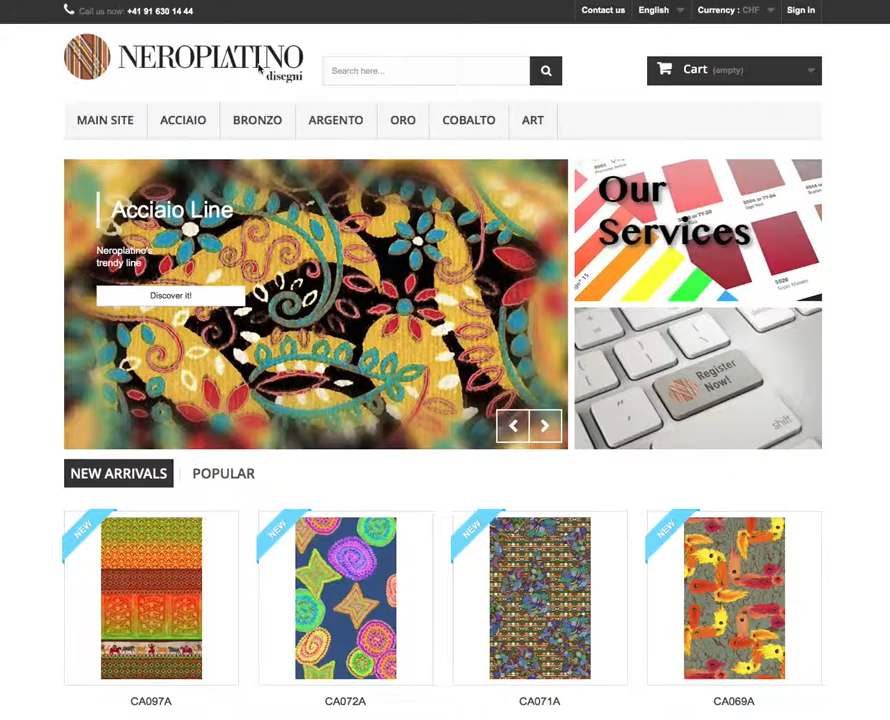 Call us now: +41 91 630 14 44
Contact us
English
Currency : CHF
Sign in
NEROPLATINO
disegni
Search here...
Cart (empty)
MAIN SITE
ACCIAIO
BRONZO
ARGENTO
ORO
COBALTO
ART
Acciaio Line
Neroplatino's
trendy line
Discover it!
Our
Services
Register
Now!
shift
NEW ARRIVALS
POPULAR
NEW
NEW
NEW
NEW
CA097A
CA072A
CA071A
CA069A